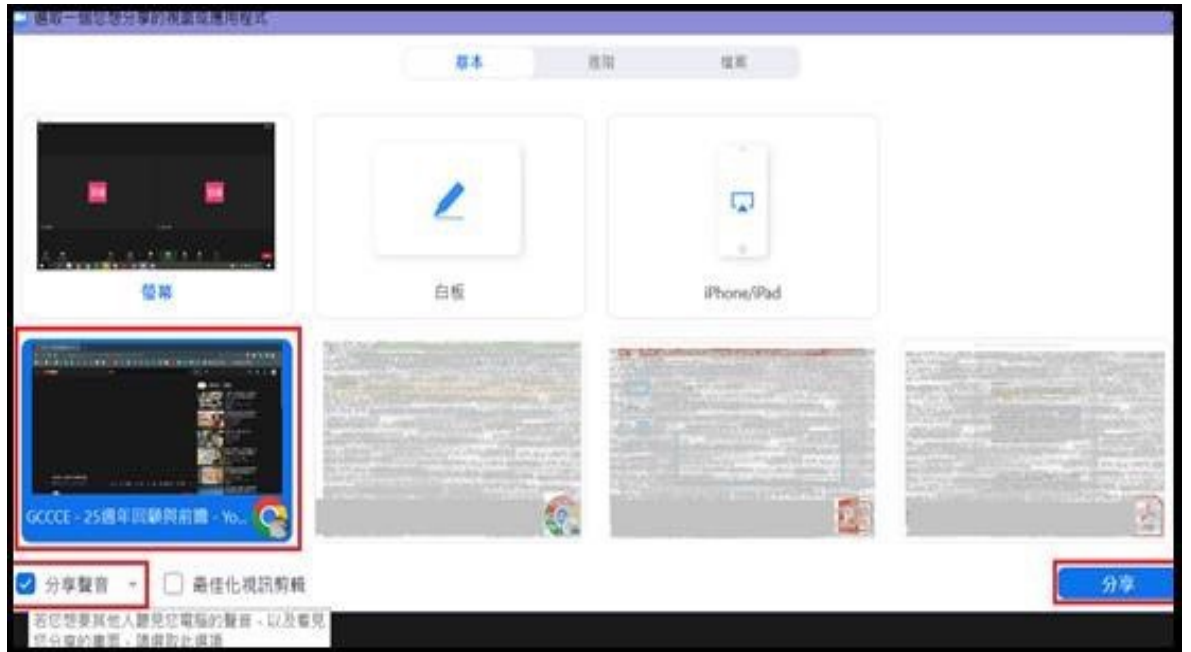 選取一個您想分享的視窗或應用程式
基本
進階
檔案
螢幕
白板
iPhone/iPad
GCCCE - 25週年回顧與前瞻 - Yo...
分享聲音
最佳化視訊剪輯
分享
若您想要其他人聽見您電腦的聲音，以及看見
您分享的畫面，請選取此選項